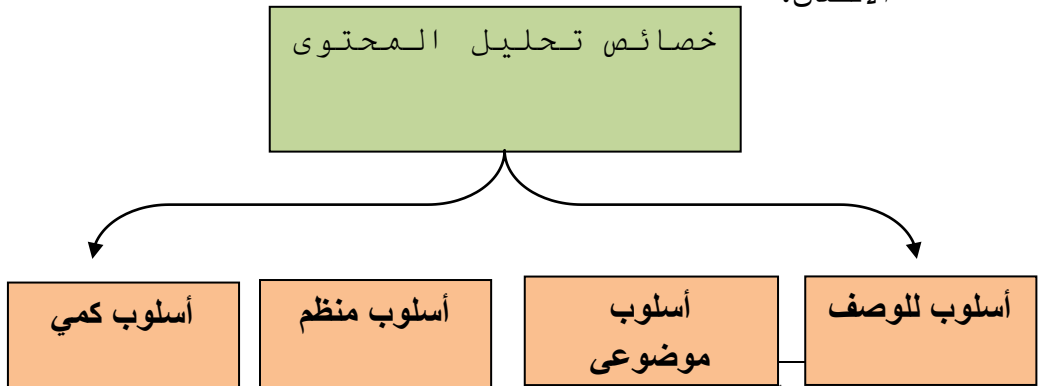 خصائص تحليل المحتوى
أسلوب للوصف
أسلوب
موضوعى
أسلوب منظم
أسلوب كمي